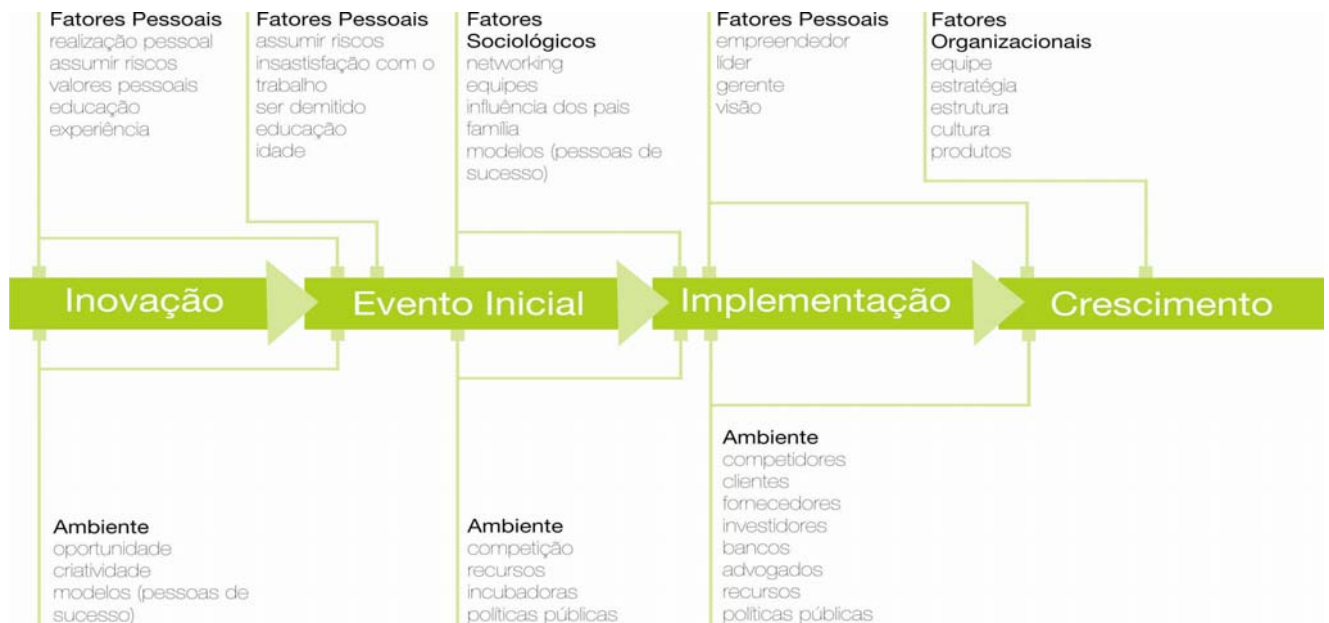 Fatores Pessoais
realização pessoal
assumir riscos
valores pessoais
educação
experiência
Fatores Pessoais
assumir riscos
insastisfação com o
trabalho
ser demitido
educação
idade
Fatores
Sociológicos
networking
equipes
influência dos pais
família
modelos (pessoas de
sucesso)
Fatores Pessoais
empreendedor
líder
gerente
visão
Fatores
Organizacionais
equipe
estratégia
estrutura
cultura
produtos
Inovação
Evento Inicial
Implementação
Crescimento
Ambiente
oportunidade
criatividade
modelos (pessoas de
sucesso)
Ambiente
competição
recursos
incubadoras
políticas públicas
Ambiente
competidores
clientes
fornecedores
investidores
bancos
advogados
recursos
políticas públicas